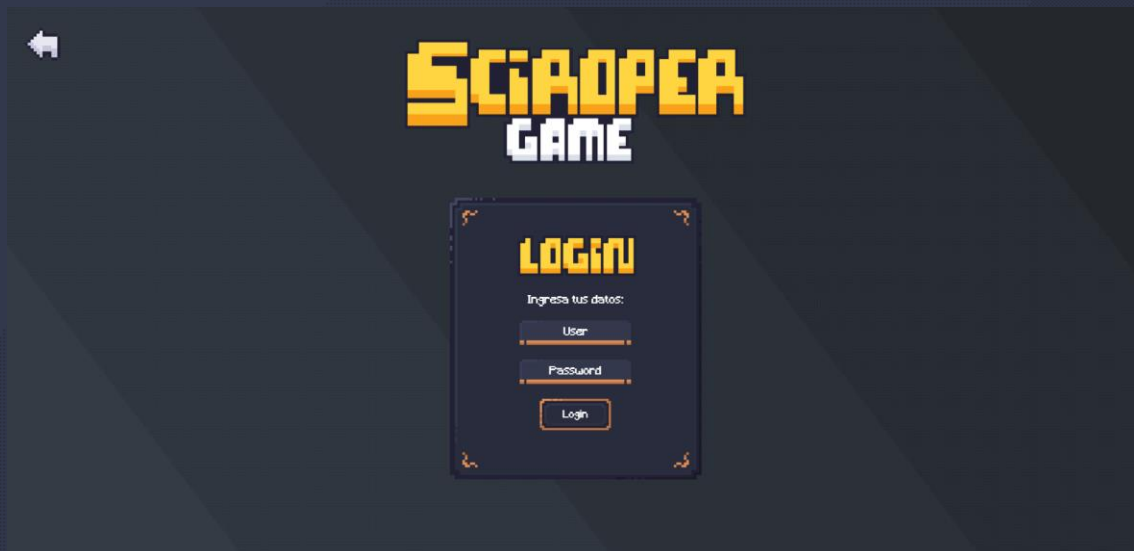 SCIROPER
GAME
LOGIN
Ingresa tus datos:
User
Password
Login